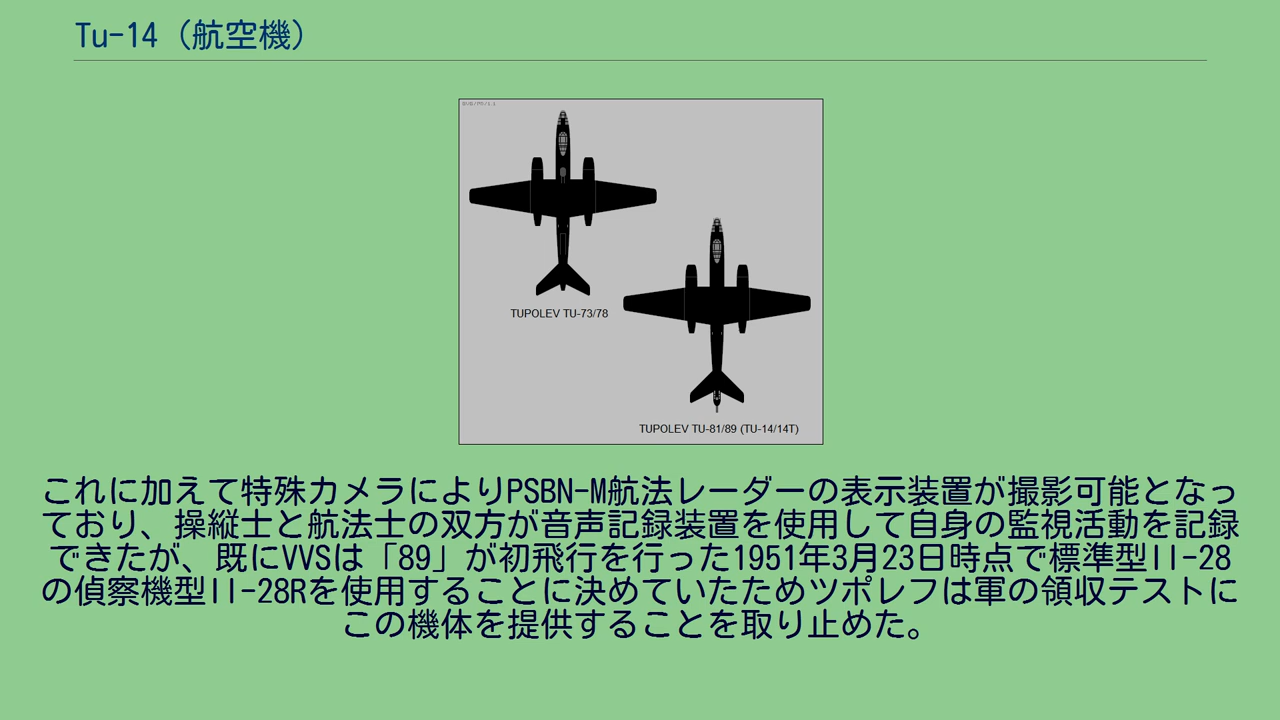 Tu-14（航空機）
TUPOLEV TU-73/78
TUPOLEV TU-81/89 (TU-14/14T)
これに加えて特殊カメラによりPSBN-M航法レーダーの表示装置が撮影可能となっ
ており、操縦士と航法士の双方が音声記録装置を使用して自身の監視活動を記録
できたが、既にVVSは「89」が初飛行を行った1951年3月23日時点で標準型Il-28
の偵察機型Il-28Rを使用することに決めていたためツポレフは軍の領収テストに
この機体を提供することを取り止めた。